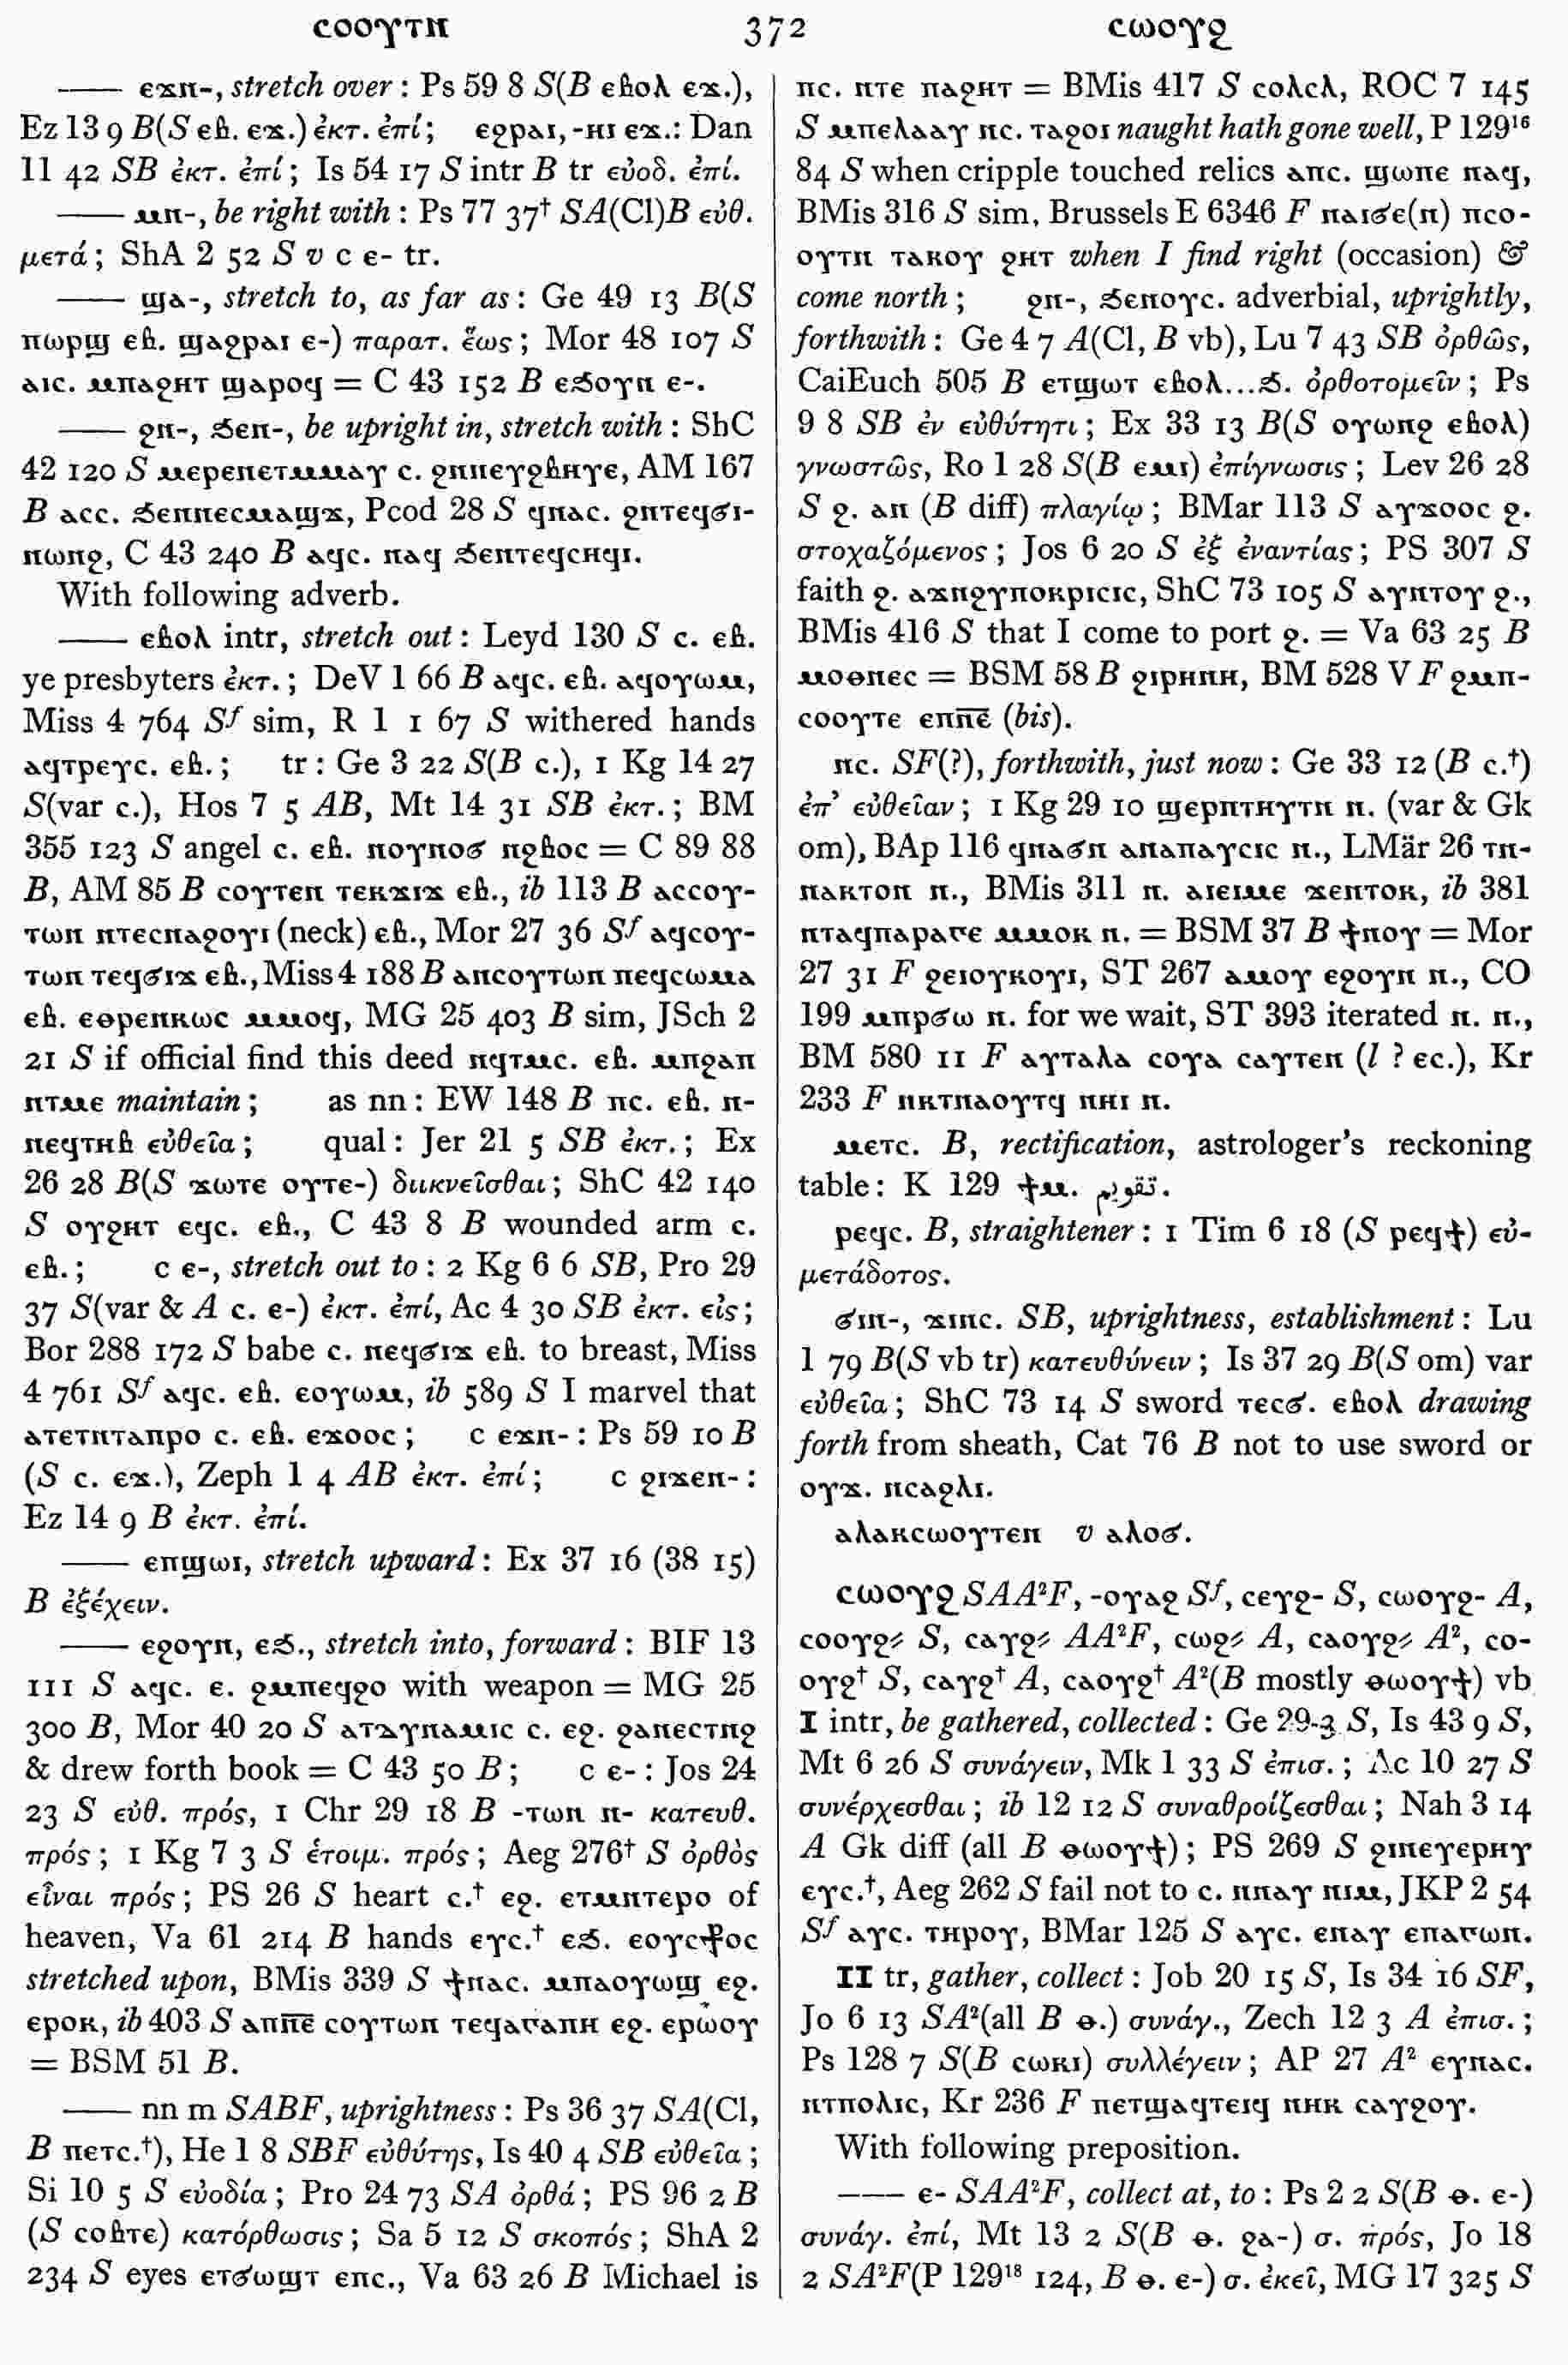 ⲥⲟⲟⲩⲧⲛ 372 ⲥⲱⲟⲩϩ
—— ⲉϫⲛ-, stretch over : Ps 59 8 S(B ⲉⲃⲟⲗ ⲉϫ.),
Ez 13 9 B(S ⲉⲃ. ⲉϫ.) ἐκτ. ἐπί; ⲉϩⲣⲁⲓ, -ⲏⲓ ⲉϫ.: Dan
11 42 SB ἐκτ. ἐπί; Is 54 17 S intr B tr εὐοδ. ἐπί.
—— ⲙⲛ-, be right with : Ps 77 37† SA(Cl)B εὐθ.
μετά; ShA 2 52 S v c ⲉ- tr.
—— ϣⲁ-, stretch to, as far as : Ge 49 13 B(S
ⲡⲱⲣϣ ⲉⲃ. ϣⲁϩⲣⲁⲓ ⲉ-) παρατ. ἕως; Mor 48 107 S
ⲁⲓⲥ. ⲙⲡⲁϩⲏⲧ ϣⲁⲣⲟϥ = C 43 152 B ⲉϧⲟⲩⲛ ⲉ-.
—— ϩⲛ-, ϧⲉⲛ-, be upright in, stretch with : ShC
42 120 S ⲙⲉⲣⲉⲡⲉⲧⲙⲙⲁⲩ ⲥ. ϩⲛⲛⲉⲩϩⲃⲏⲩⲉ, AM 167
B ⲁⲥⲥ. ϧⲉⲛⲡⲉⲥⲙⲁϣϫ, Pcod 28 S ϥⲛⲁⲥ. ϩⲛⲧⲉϥϭⲓ-
ⲛⲱⲛϩ, C 43 240 B ⲁϥⲥ. ⲛⲁϥ ϧⲉⲛⲧⲉϥⲥⲏϥⲓ.
With following adverb.
—— ⲉⲃⲟⲗ intr, stretch out : Leyd 130 S ⲥ. ⲉⲃ.
ye presbyters ἐκτ.; DeV 1 66 B ⲁϥⲥ. ⲉⲃ. ⲁϥⲟⲩⲱⲙ,
Miss 4 764 Sf sim, R 1 1 67 S withered hands
ⲁϥⲧⲣⲉⲩⲥ. ⲉⲃ.; tr : Ge 3 22 S(B ⲥ.), 1 Kg 14 27
S(var ⲥ.), Hos 7 5 AB, Mt 14 31 SB ἐκτ.; BM
355 123 S angel ⲥ. ⲉⲃ. ⲛⲟⲩⲛⲟϭ ⲛϩⲃⲟⲥ = C 89 88
B, AM 85 B ⲥⲟⲩⲧⲉⲛ ⲧⲉⲕϫⲓϫ ⲉⲃ., ib 113 B ⲁⲥⲥⲟⲩ-
ⲧⲱⲛ ⲛⲧⲉⲥⲛⲁϩⲟⲩⲓ (neck) ⲉⲃ., Mor 27 36 Sf ⲁϥⲥⲟⲩ-
ⲧⲱⲛ ⲧⲉϥϭⲓϫ ⲉⲃ., Miss 4 188 B ⲁⲛⲥⲟⲩⲧⲱⲛ ⲡⲉϥⲥⲱⲙⲁ
ⲉⲃ. ⲉⲑⲣⲉⲛⲕⲱⲥ ⲙⲙⲟϥ, MG 25 403 B sim, JSch 2
21 S if official find this deed ⲛϥⲧⲙⲥ. ⲉⲃ. ⲙⲡϩⲁⲡ
ⲛⲧⲙⲉ maintain; as nn : EW 148 B ⲡⲥ. ⲉⲃ. ⲛ-
ⲛⲉϥⲧⲏⲃ εὐθεῖα; qual : Jer 21 5 SB ἐκτ.; Ex
26 28 B(S ϫⲱⲧⲉ ⲟⲩⲧⲉ-) διικνεῖσθαι; ShC 42 140
S ⲟⲩϩⲏⲧ ⲉϥⲥ. ⲉⲃ., C 43 8 B wounded arm ⲥ.
ⲉⲃ.; c ⲉ-, stretch out to : 2 Kg 6 6 SB, Pro 29
37 S(var & A ⲥ. ⲉ-) ἐκτ. ἐπί, Ac 4 30 SB ἐκτ. εἰς;
Bor 288 172 S babe ⲥ. ⲡⲉϥϭⲓϫ ⲉⲃ. to breast, Miss
4 761 Sf ⲁϥⲥ. ⲉⲃ. ⲉⲟⲩⲱⲙ, ib 589 S I marvel that
ⲁⲧⲉⲧⲛⲧⲁⲡⲣⲟ ⲥ. ⲉⲃ. ⲉϫⲟⲟⲥ; c ⲉϫⲛ- : Ps 59 10 B
(S ⲥ. ⲉϫ.), Zeph 1 4 AB ἐκτ. ἐπί; c ϩⲓϫⲉⲛ- :
Ez 14 9 B ἐκτ. ἐπί.
—— ⲉⲡϣⲱⲓ, stretch upward : Ex 37 16 (38 15)
B ἐξέχειν.
—— ⲉϩⲟⲩⲛ, ⲉϧ., stretch into, forward : BIF 13
111 S ⲁϥⲥ. ⲉ. ϩⲙⲡⲉϥϩⲟ with weapon = MG 25
300 B, Mor 40 20 S ⲁⲧⲇⲩⲛⲁⲙⲓⲥ ⲥ. ⲉϩ. ϩⲁⲡⲉⲥⲧⲏϩ
& drew forth book = C 43 50 B; c ⲉ- : Jos 24
23 S εὐθ. πρός, 1 Chr 29 18 B -ⲧⲱⲛ ⲛ- κατευθ.
πρός; 1 Kg 7 3 S ἑτοιμ. πρός; Aeg 276† S ὀρθὸς
εἶναι πρός; PS 26 S heart ⲥ.† ⲉϩ. ⲉⲧⲙⲛⲧⲉⲣⲟ of
heaven, Va 61 214 B hands ⲉⲩⲥ.† ⲉϧ. ⲉⲟⲩⲥⲫⲟⲥ
stretched upon, BMis 339 S ϯⲛⲁⲥ. ⲙⲡⲁⲟⲩⲱϣ ⲉϩ.
ⲉⲣⲟⲕ, ib 403 S ⲁⲡⲛ̅ⲉ̅ ⲥⲟⲩⲧⲱⲛ ⲧⲉϥⲁⲅⲁⲡⲏ ⲉϩ. ⲉⲣⲱⲟⲩ
= BSM 51 B.
—— nn m SABF, uprightness : Ps 36 37 SA(Cl,
B ⲡⲉⲧⲥ.†), He 1 8 SBF εὐθύτης, Is 40 4 SB εὐθεῖα;
Si 10 5 S εὐοδία; Pro 24 73 SA ὀρθά; PS 96 2 B
(S ⲥⲟⲃⲧⲉ) κατόρθωσις; Sa 5 12 S σκοπός; ShA 2
234 S eyes ⲉⲧϭⲱϣⲧ ⲉⲡⲥ., Va 63 26 B Michael is
ⲡⲥ. ⲛⲧⲉ ⲡⲁϩⲏⲧ = BMis 417 S ⲥⲟⲗⲥⲗ, ROC 7 145
S ⲙⲡⲉⲗⲁⲁⲩ ⲛⲥ. ⲧⲁϩⲟⲓ naught hath gone well, P 129¹⁶
84 S when cripple touched relics ⲁⲡⲥ. ϣⲱⲡⲉ ⲛⲁϥ,
BMis 316 S sim, Brussels E 6346 F ⲛⲁⲓϭⲉ(ⲛ) ⲡⲥⲟ-
ⲟⲩⲧⲛ ⲧⲁⲕⲟⲩ ϩⲏⲧ when I find right (occasion) &
come north; ϩⲛ-, ϧⲉⲛⲟⲩⲥ. adverbial, uprightly,
forthwith : Ge 4 7 A(Cl, B vb), Lu 7 43 SB ὀρθῶς,
CaiEuch 505 B ⲉⲧϣⲱⲧ ⲉⲃⲟⲗ...ϧ. ὀρθοτομεῖν; Ps
9 8 SB ἐν εὐθύτητι; Ex 33 13 B(S ⲟⲩⲱⲛϩ ⲉⲃⲟⲗ)
γνωστῶς, Ro 1 28 S(B ⲉⲙⲓ) ἐπίγνωσις; Lev 26 28
S ϩ. ⲁⲛ (B diff) πλαγίῳ; BMar 113 S ⲁⲩϫⲟⲟⲥ ϩ.
στοχαζόμενος; Jos 6 20 S ἐξ ἐναντίας; PS 307 S
faith ϩ. ⲁϫⲛϩⲩⲡⲟⲕⲣⲓⲥⲓⲥ, ShC 73 105 S ⲁⲩⲛⲧⲟⲩ ϩ.,
BMis 416 S that I come to port ϩ. = Va 63 25 B
ⲙⲟⲑⲛⲉⲥ = BSM 58 B ϩⲓⲣⲏⲛⲏ, BM 528 V F ϩⲙⲡ-
ⲥⲟⲟⲩⲧⲉ ⲉⲡⲛ̅ⲉ̅ (bis).
ⲛⲥ. SF(?), forthwith, just now : Ge 33 12 (B ⲥ.†)
ἐπ' εὐθεῖαν; 1 Kg 29 10 ϣⲉⲣⲡⲧⲏⲩⲧⲛ ⲛ. (var & Gk
om), BAp 116 ϥⲛⲁϭⲛ ⲁⲛⲁⲡⲁⲩⲥⲓⲥ ⲛ., LMär 26 ⲧⲛ-
ⲛⲁⲕⲧⲟⲛ ⲛ., BMis 311 ⲛ. ⲁⲓⲉⲓⲙⲉ ϫⲉⲛⲧⲟⲕ, ib 381
ⲛⲧⲁϥⲡⲁⲣⲁⲅⲉ ⲙⲙⲟⲕ ⲛ. = BSM 37 B ϯⲛⲟⲩ = Mor
27 31 F ϩⲉⲓⲟⲩⲕⲟⲩⲓ, ST 267 ⲁⲙⲟⲩ ⲉϩⲟⲩⲛ ⲛ., CO
199 ⲙⲡⲣϭⲱ ⲛ. for we wait, ST 393 iterated ⲛ. ⲛ.,
BM 580 11 F ⲁⲩⲧⲁⲗⲁ ⲥⲟⲩⲁ ⲥⲁⲩⲧⲉⲛ (l ? ⲉⲥ.), Kr
233 F ⲛⲕⲧⲛⲁⲟⲩⲧϥ ⲛⲏⲓ ⲛ.
ⲙⲉⲧⲥ. B, rectification, astrologer's reckoning
table : K 129 ϯⲙ. تقويم.
ⲣⲉϥⲥ. B, straightener : 1 Tim 6 18 (S ⲣⲉϥϯ) εὐ-
μετάδοτος.
ϭⲓⲛ-, ϫⲓⲛⲥ. SB, uprightness, establishment : Lu
1 79 B(S vb tr) κατευθύνειν; Is 37 29 B(S om) var
εὐθεῖα; ShC 73 14 S sword ⲧⲉⲥϭ. ⲉⲃⲟⲗ drawing
forth from sheath, Cat 76 B not to use sword or
ⲟⲩϫ. ⲛⲥⲁϩⲗⲓ.
ⲁⲗⲁⲕⲥⲱⲟⲩⲧⲉⲛ v ⲁⲗⲟϭ.
ⲥⲱⲟⲩϩ SAA²F, -ⲟⲩⲁϩ Sf, ⲥⲉⲩϩ- S, ⲥⲱⲟⲩϩ- A,
ⲥⲟⲟⲩϩ⸗ S, ⲥⲁⲩϩ⸗ AA²F, ⲥⲱϩ⸗ A, ⲥⲁⲟⲩϩ⸗ A², ⲥⲟ-
ⲟⲩϩ† S, ⲥⲁⲩϩ† A, ⲥⲁⲟⲩϩ† A²(B mostly ⲑⲱⲟⲩϯ) vb
I intr, be gathered, collected : Ge 29-3 S, Is 43 9 S,
Mt 6 26 S συνάγειν, Mk 1 33 S ἐπισ.; Ac 10 27 S
συνέρχεσθαι; ib 12 12 S συναθροίζεσθαι; Nah 3 14
A Gk diff (all B ⲑⲱⲟⲩϯ); PS 269 S ϩⲓⲛⲉⲩⲉⲣⲏⲩ
ⲉⲩⲥ.†, Aeg 262 S fail not to ⲥ. ⲛⲛⲁⲩ ⲛⲓⲙ, JKP 2 54
Sf ⲁⲩⲥ. ⲧⲏⲣⲟⲩ, BMar 125 S ⲁⲩⲥ. ⲉⲛⲁⲩ ⲉⲡⲁⲅⲱⲛ.
II tr, gather, collect : Job 20 15 S, Is 34 16 SF,
Jo 6 13 SA²(all B ⲑ.) συνάγ., Zech 12 3 A ἐπισ.;
Ps 128 7 S(B ⲥⲱⲕⲓ) συλλέγειν; AP 27 A² ⲉⲩⲛⲁⲥ.
ⲛⲧⲡⲟⲗⲓⲥ, Kr 236 F ⲡⲉⲧϣⲁϥⲧⲉⲓϥ ⲛⲏⲕ ⲥⲁⲩϩⲟⲩ.
With following preposition.
—— ⲉ- SAA²F, collect at, to : Ps 2 2 S(B ⲑ. ⲉ-)
συνάγ. ἐπί, Mt 13 2 S(B ⲑ. ϩⲁ-) σ. πρός, Jo 18
2 SA²F(P 129¹⁸ 124, B ⲑ. ⲉ-) σ. ἐκεῖ, MG 17 325 S